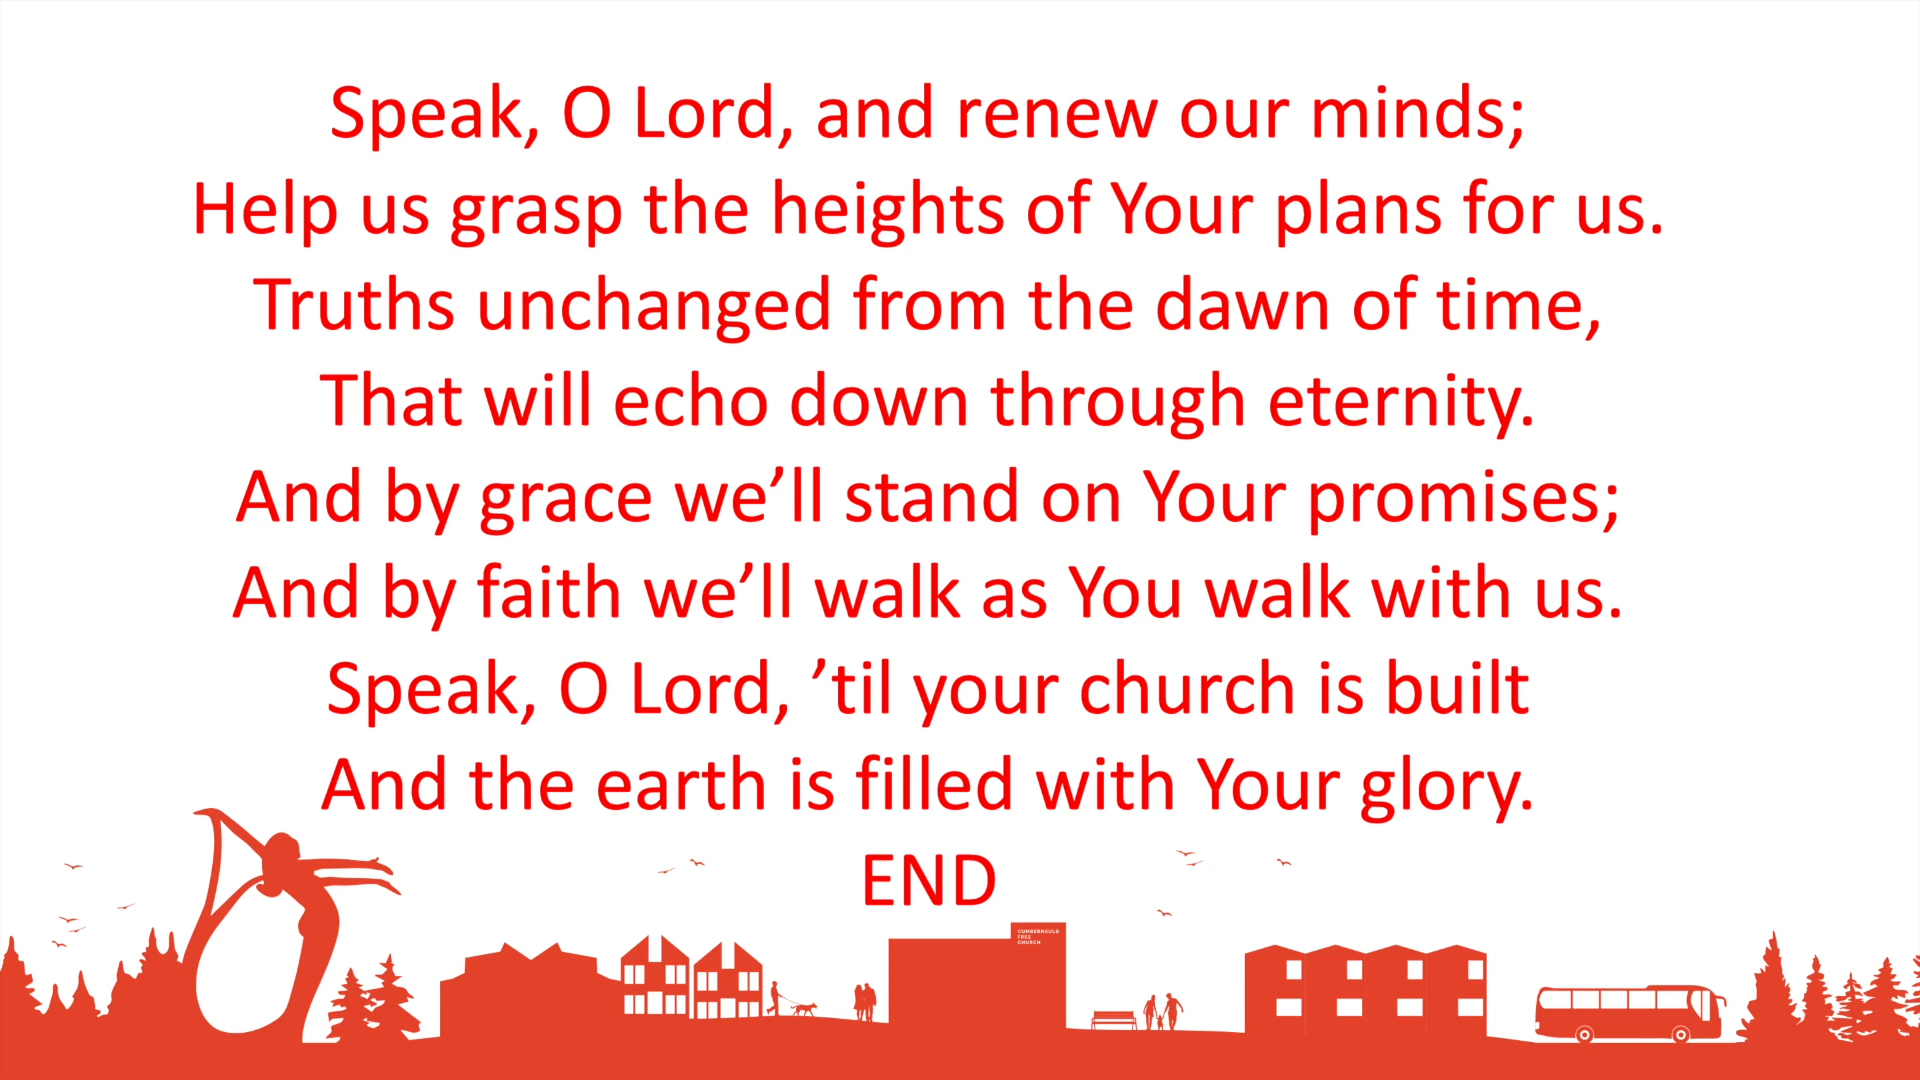 Speak, O Lord, and renew our minds;
Help us grasp the heights of Your plans for us.
Truths unchanged from the dawn of time,
That will echo down through eternity.
And by grace we’ll stand on Your promises;
And by faith we’ll walk as You walk with us.
Speak, O Lord, ’til your church is built
And the earth is filled with Your glory.
END
CUMBERNAULD
FREE
CHURCH